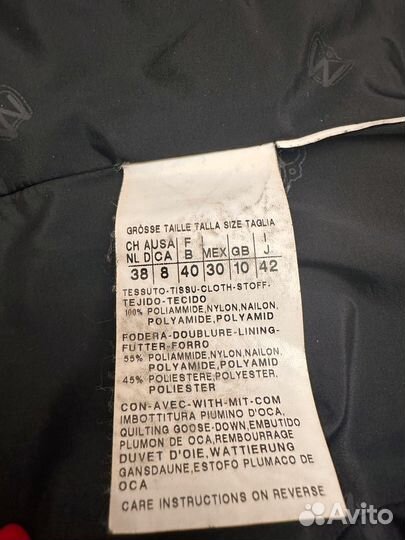 GRÖSSE TAILLE TALLA SIZE TAGLIA
CH A USA F I I
NL D CA B MEX GB J
38 8 40 30 10 42
TESSUTO-TISSU-CLOTH-STOFF-
TEJIDO-TECIDO
100% POLIAMMIDE,NYLON,NAILON,
POLYAMIDE,POLYAMID
FODERA-DOUBLURE-LINING-
FUTTER-FORRO
55% POLIAMMIDE,NYLON,NAILON,
POLYAMIDE,POLYAMID
45% POLIESTERE,POLYESTER,
POLIESTER
CON-AVEC-WITH-MIT-COM
IMBOTTITURA PIUMINO D'OCA,
QUILTING GOOSE-DOWN,EMBUTIDO
PLUMON DE OCA,REMBOURRAGE
DUVET D'OIE,WATTIERUNG
GANSDAUNE,ESTOFO PLUMACO DE
OCA
CARE INSTRUCTIONS ON REVERSE
Avito